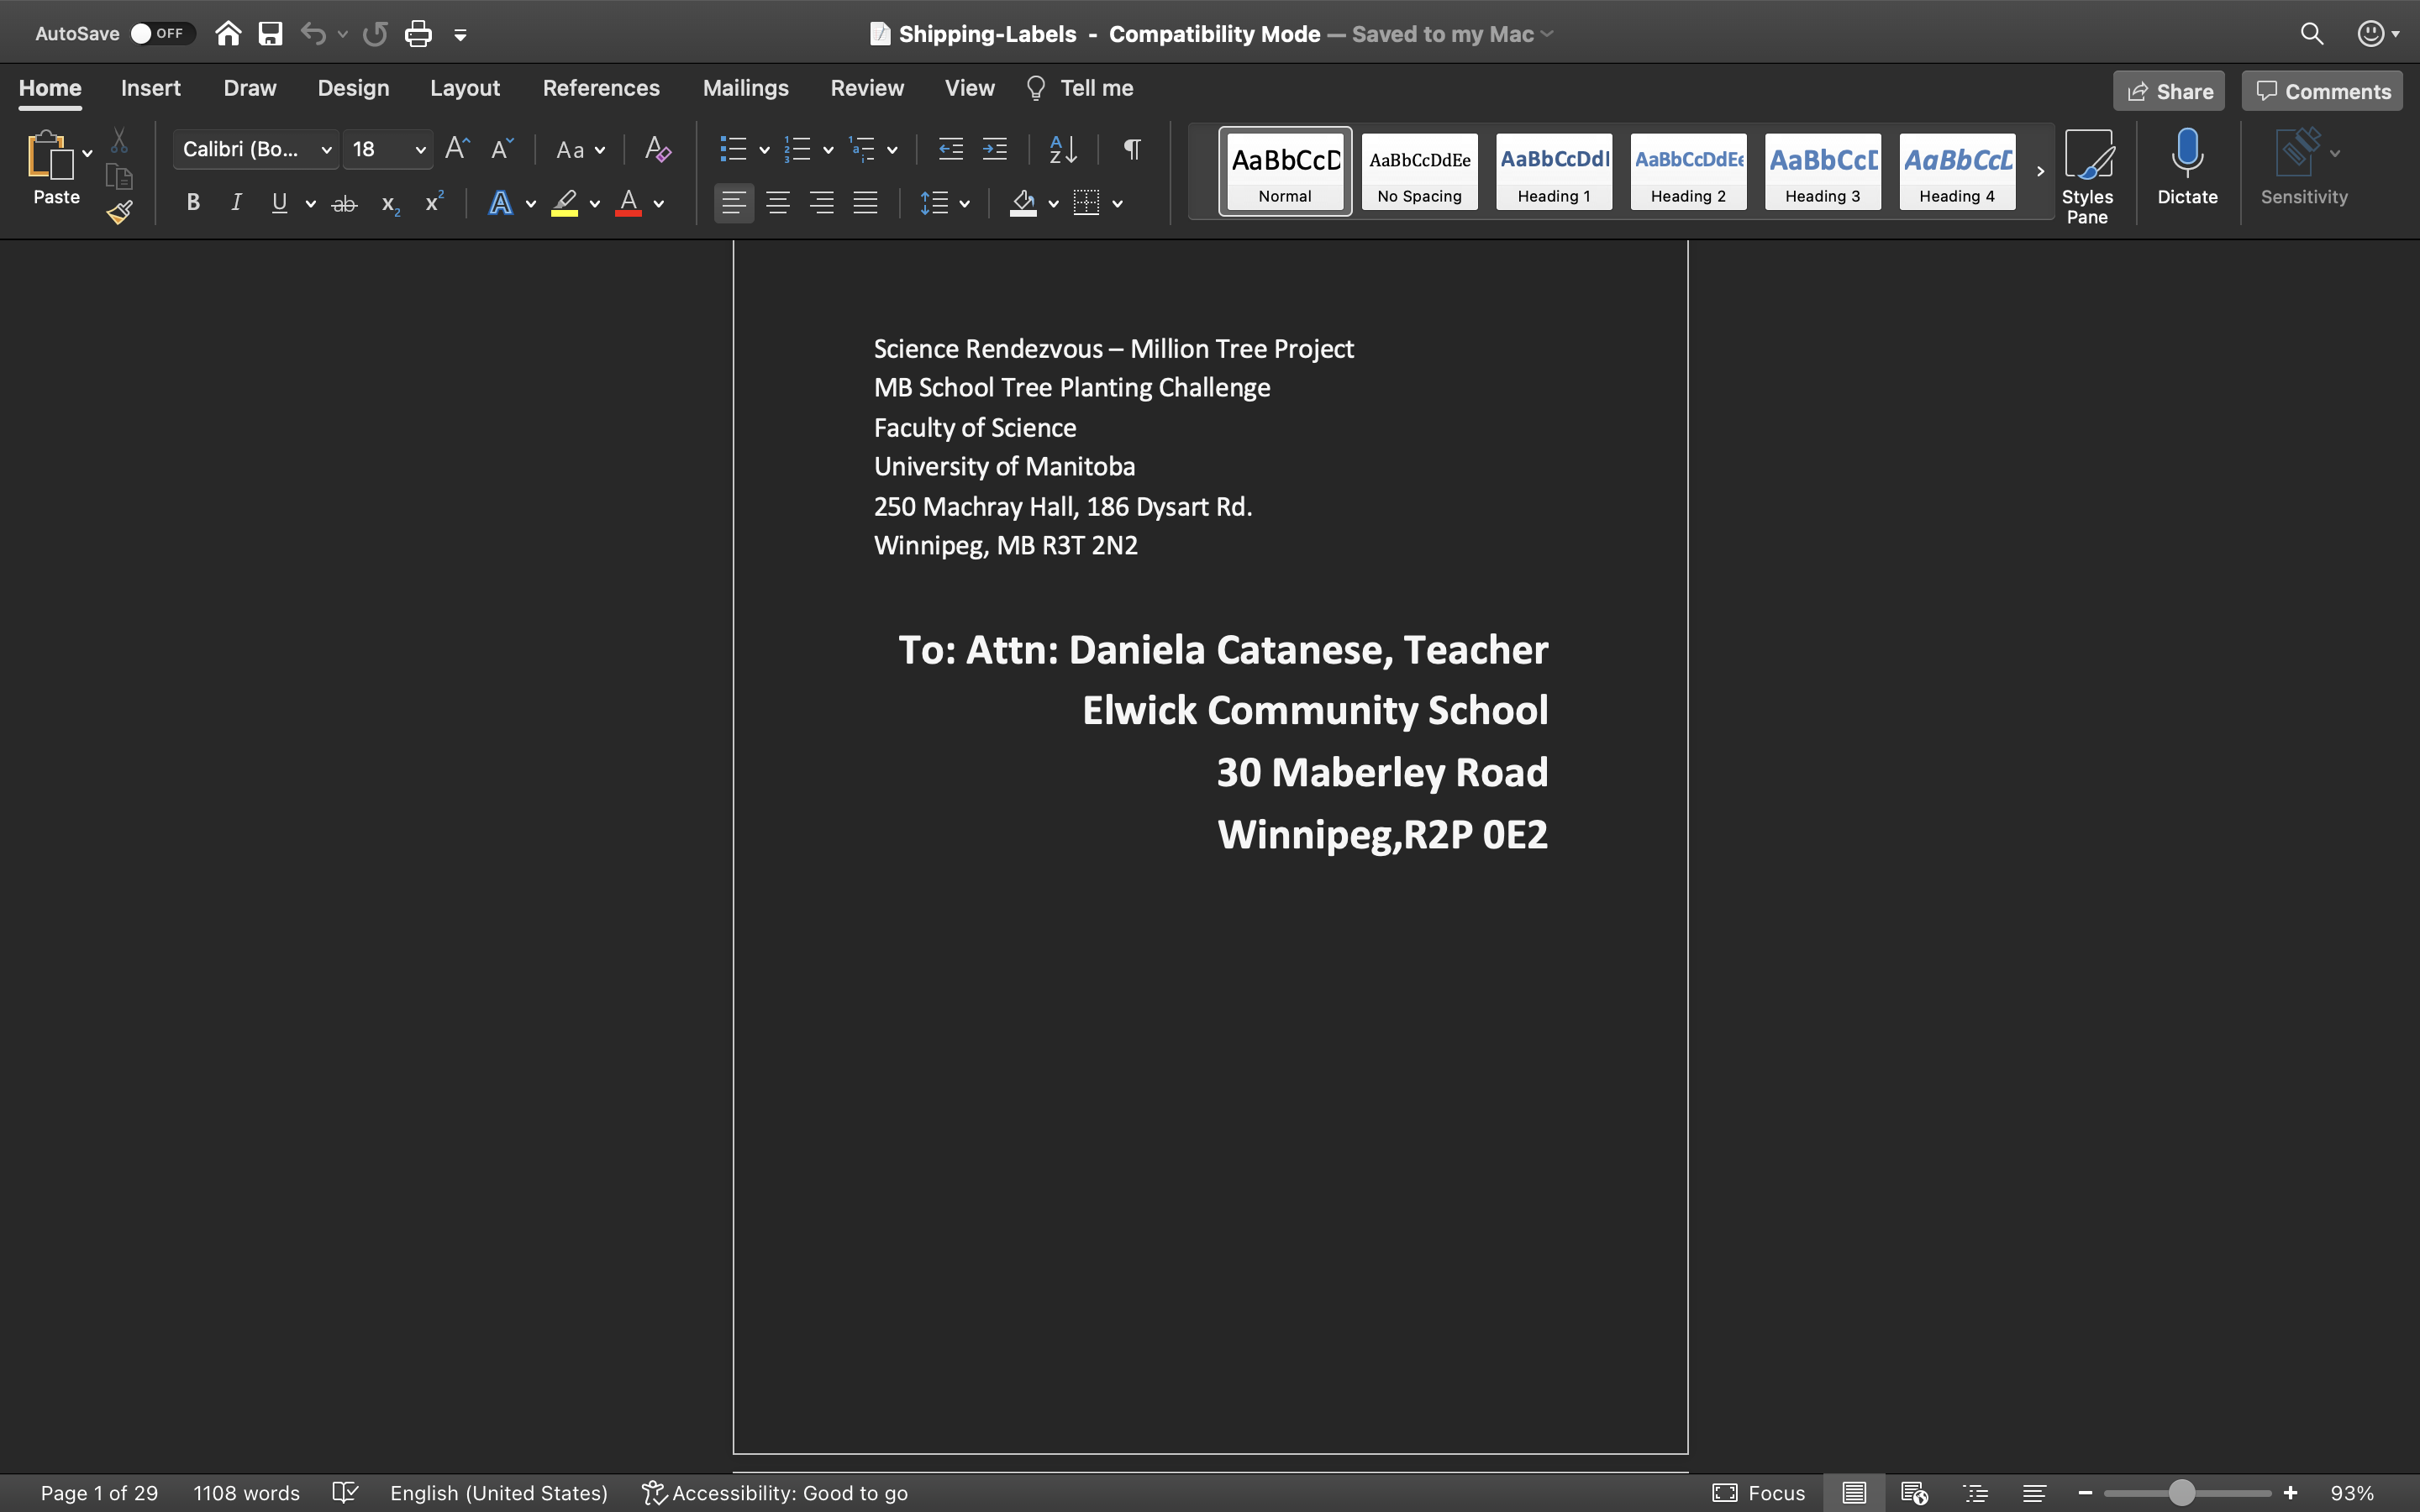 AutoSave OFF
Shipping-Labels - Compatibility Mode — Saved to my Mac
Home Insert Draw Design Layout References Mailings Review View Tell me Share Comments
Paste
Calibri (Bo... 18
AaBbCcD Normal
AaBbCcDdEe No Spacing
AaBbCcDdI Heading 1
AaBbCcDdEe Heading 2
AaBbCcD Heading 3
AaBbCcD Heading 4
Styles Pane
Dictate
Sensitivity
Science Rendezvous – Million Tree Project
MB School Tree Planting Challenge
Faculty of Science
University of Manitoba
250 Machray Hall, 186 Dysart Rd.
Winnipeg, MB R3T 2N2
To: Attn: Daniela Catanese, Teacher
Elwick Community School
30 Maberley Road
Winnipeg,R2P 0E2
Page 1 of 29 1108 words English (United States) Accessibility: Good to go Focus 93%